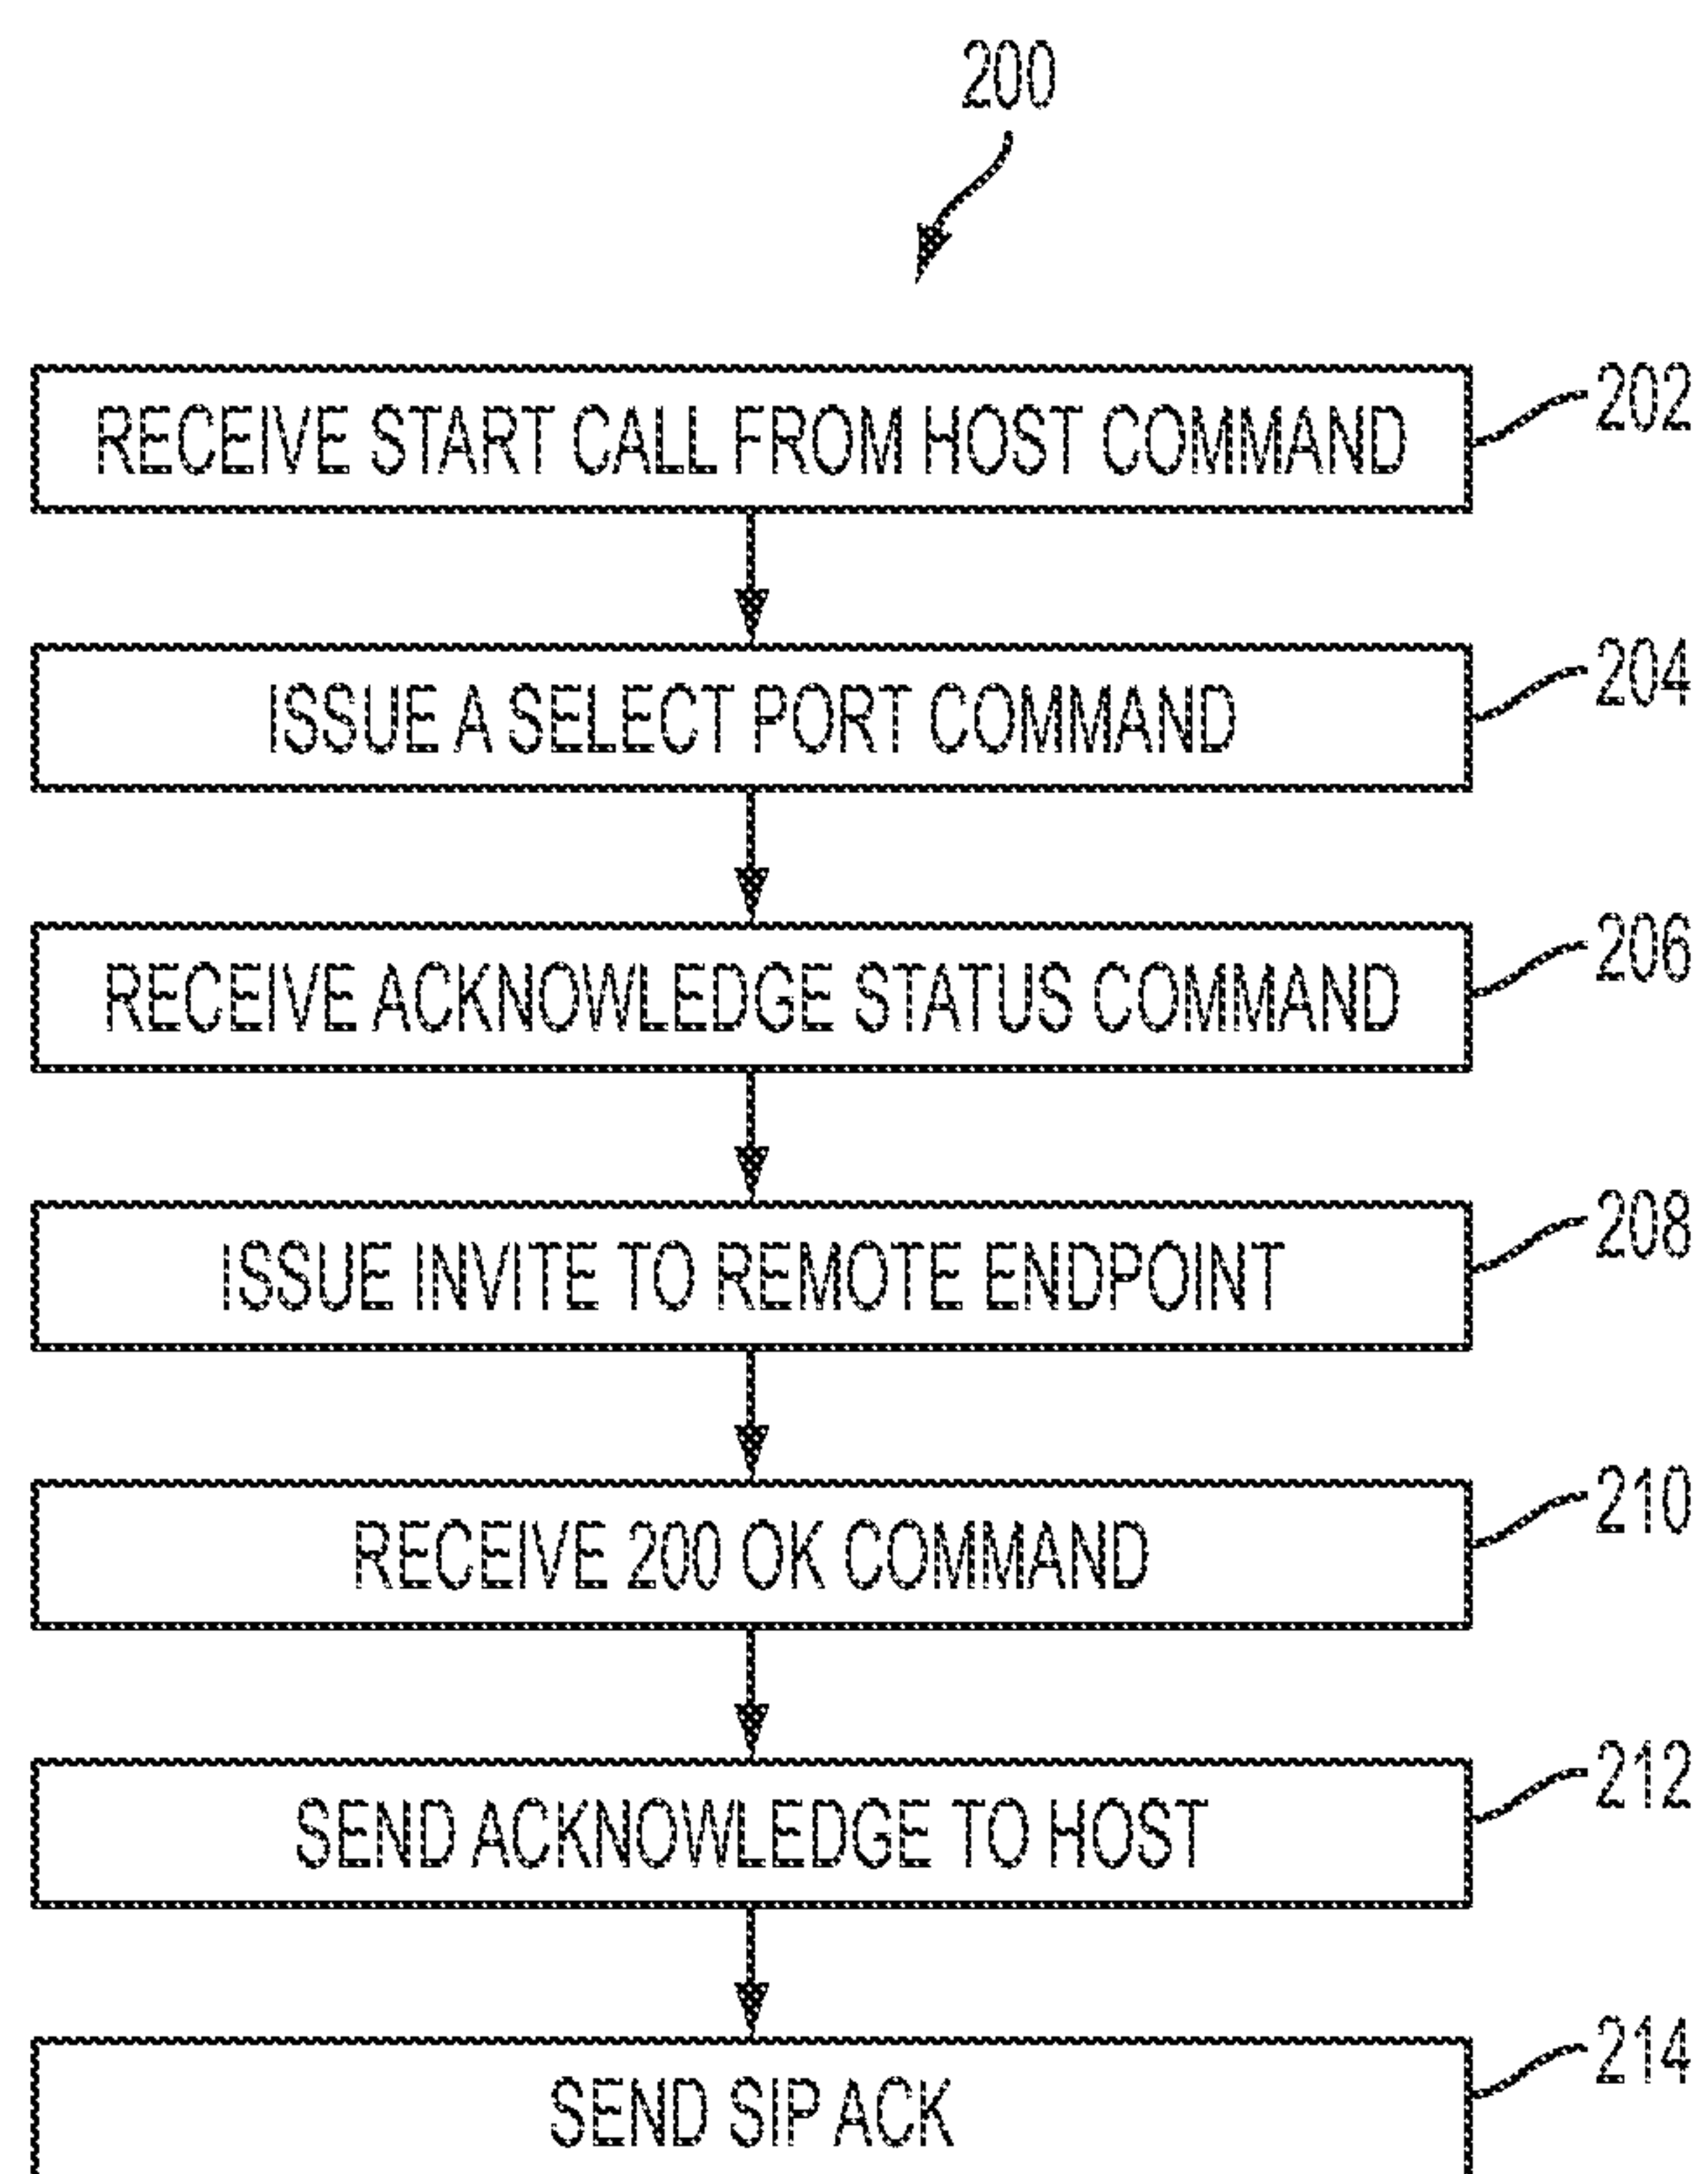 200
RECEIVE START CALL FROM HOST COMMAND 202
ISSUE A SELECT PORT COMMAND 204
RECEIVE ACKNOWLEDGE STATUS COMMAND 206
ISSUE INVITE TO REMOTE ENDPOINT 208
RECEIVE 200 OK COMMAND 210
SEND ACKNOWLEDGE TO HOST 212
SEND SIP ACK 214